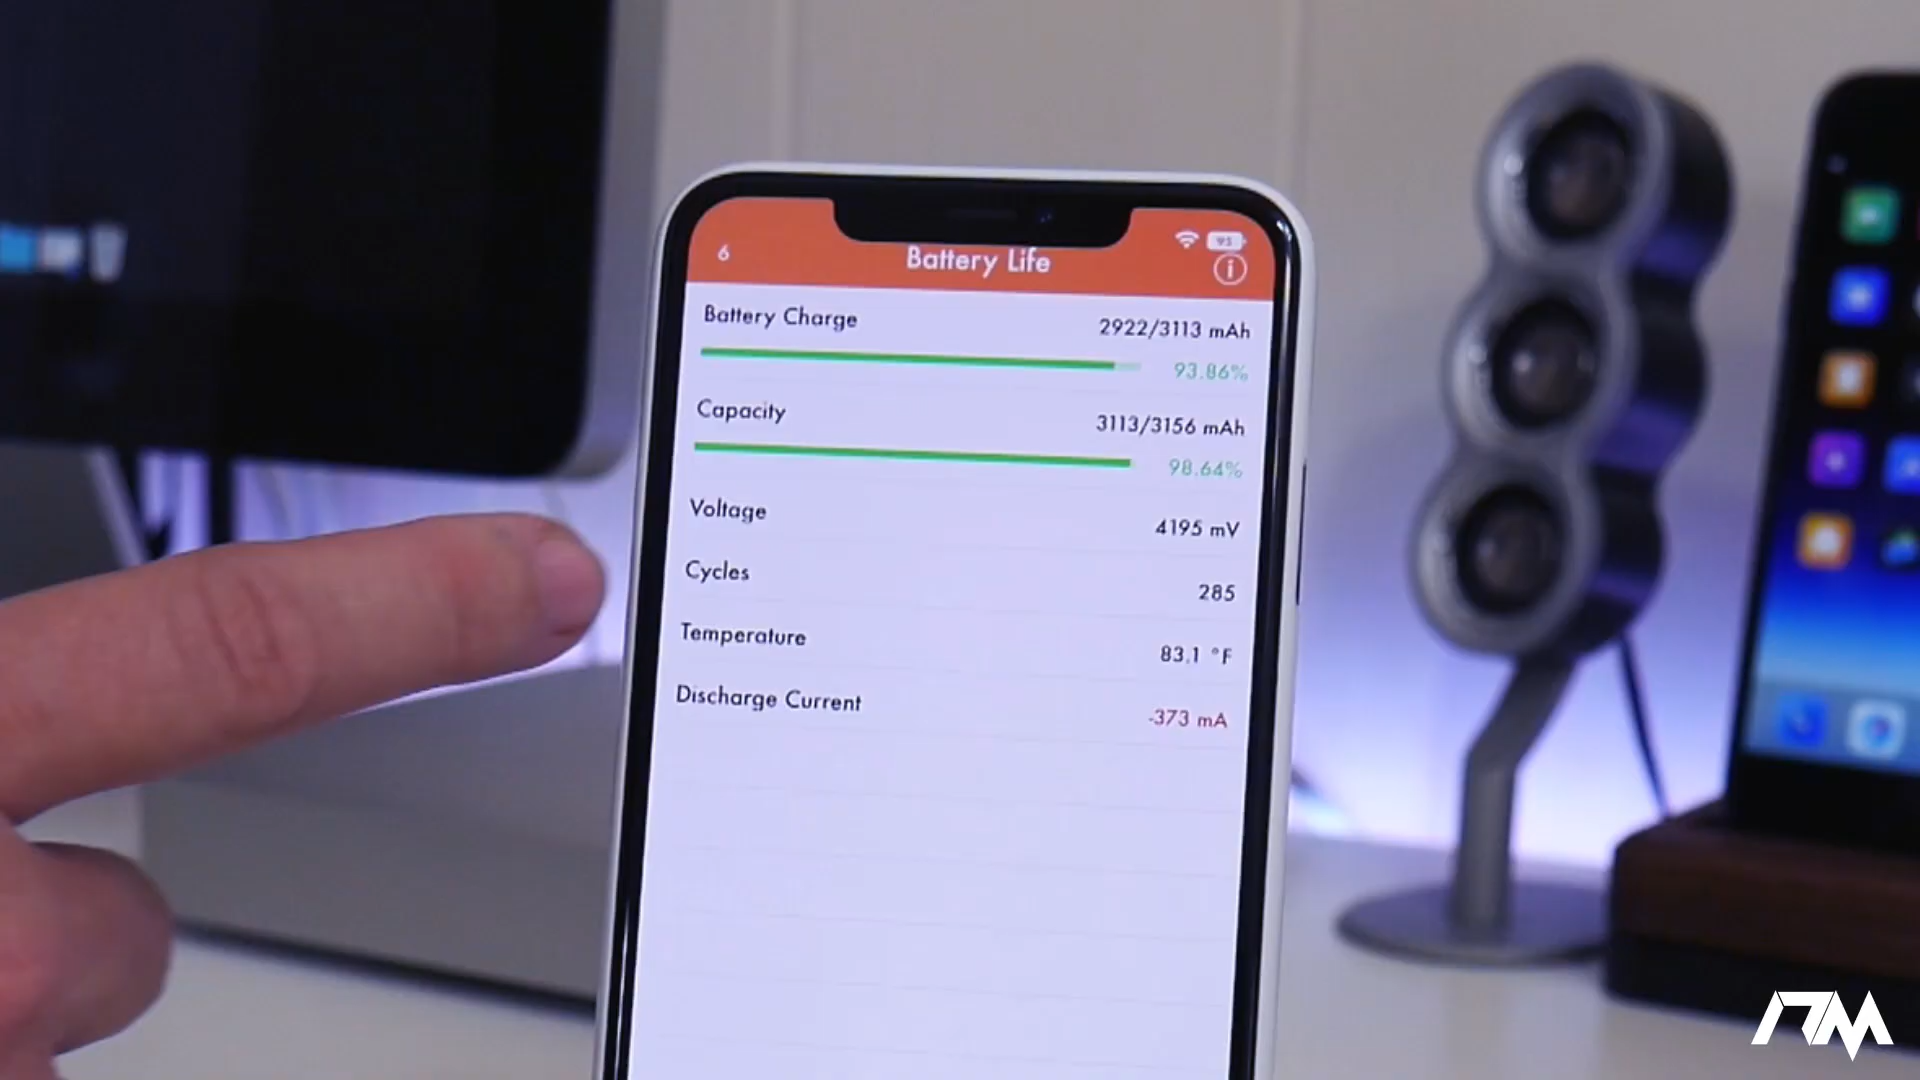 95
6
Battery Life
i
Battery Charge 2922/3113 mAh
93.86%
Capacity 3113/3156 mAh
98.64%
Voltage 4195 mV
Cycles 285
Temperature 83.1 °F
Discharge Current -373 mA